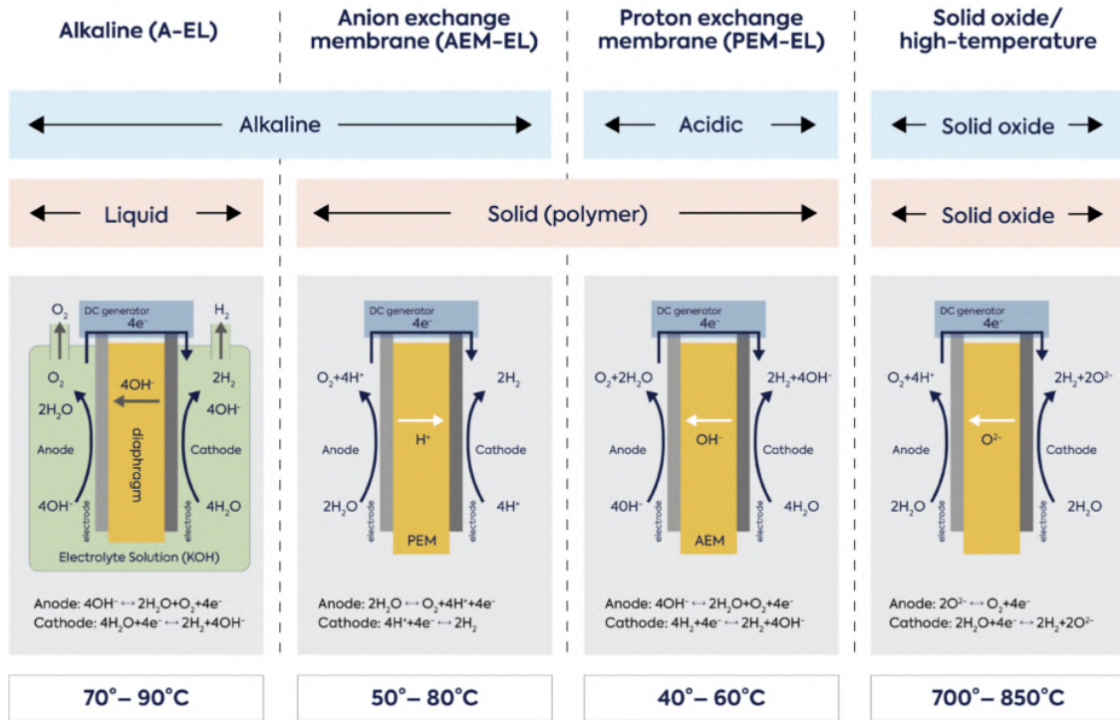 Alkaline (A-EL)
Anion exchange
membrane (AEM-EL)
Proton exchange
membrane (PEM-EL)
Solid oxide/
high-temperature
Alkaline
Acidic
Solid oxide
Liquid
Solid (polymer)
Solid oxide
O₂
H₂
DC generator
4e⁻
O₂
2H₂O
Anode
4OH⁻
4OH⁻
diaphragm
2H₂
4OH⁻
Cathode
4H₂O
electrode
electrode
Electrolyte Solution (KOH)
Anode: 4OH⁻ ↔ 2H₂O+O₂+4e⁻
Cathode: 4H₂O+4e⁻ ↔ 2H₂+4OH⁻
DC generator
4e⁻
O₂+4H⁺
2H₂
H⁺
Anode
Cathode
2H₂O
4H⁺
electrode
electrode
PEM
Anode: 2H₂O ↔ O₂+4H⁺+4e⁻
Cathode: 4H⁺+4e⁻ ↔ 2H₂
DC generator
4e⁻
O₂+2H₂O
2H₂+4OH⁻
OH⁻
Anode
Cathode
40H⁻
4H₂O
electrode
electrode
AEM
Anode: 4OH⁻ ↔ 2H₂O+O₂+4e⁻
Cathode: 4H₂+4e⁻ ↔ 2H₂+4OH⁻
DC generator
4e⁻
O₂+4H⁺
2H₂+2O²⁻
O²⁻
Anode
Cathode
2H₂O
2H₂O
electrode
electrode
Anode: 2O²⁻ ↔ O₂+4e⁻
Cathode: 2H₂O+4e⁻ ↔ 2H₂+2O²⁻
70°– 90°C
50°– 80°C
40°– 60°C
700°– 850°C